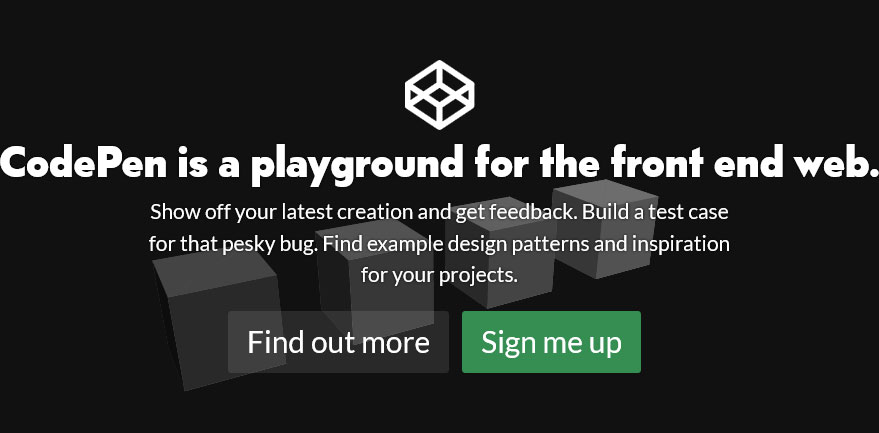 CodePen is a playground for the front end web.
Show off your latest creation and get feedback. Build a test case
for that pesky bug. Find example design patterns and inspiration
for your projects.
Find out more
Sign me up